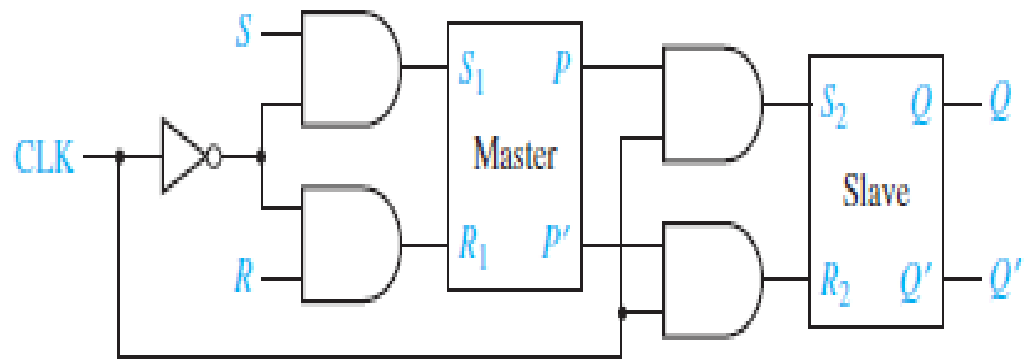 S
S₁ P
S₂ Q Q
CLK
Master
Slave
R₁ P'
R
R₂ Q' Q'